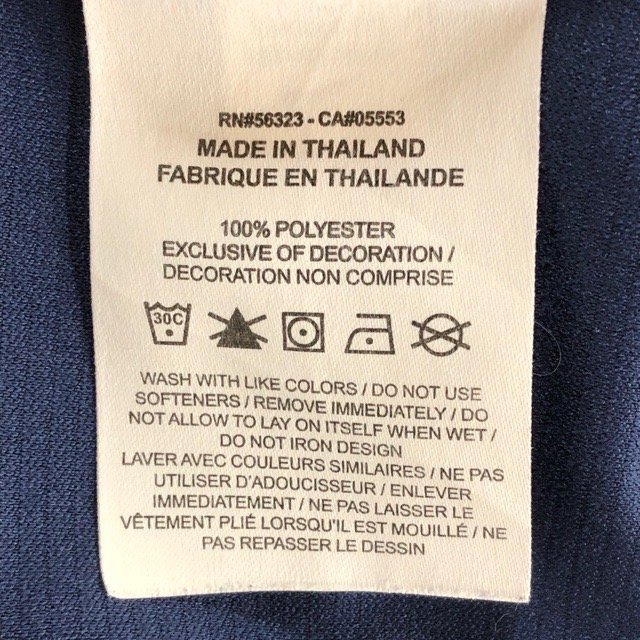 RN#56323 - CA#05553
MADE IN THAILAND
FABRIQUE EN THAILANDE
100% POLYESTER
EXCLUSIVE OF DECORATION /
DECORATION NON COMPRISE
30C
WASH WITH LIKE COLORS / DO NOT USE
SOFTENERS / REMOVE IMMEDIATELY / DO
NOT ALLOW TO LAY ON ITSELF WHEN WET /
DO NOT IRON DESIGN
LAVER AVEC COULEURS SIMILAIRES / NE PAS
UTILISER D'ADOUCISSEUR / ENLEVER
IMMEDIATEMENT / NE PAS LAISSER LE
VÊTEMENT PLIÉ LORSQU'IL EST MOUILLÉ / NE
PAS REPASSER LE DESSIN